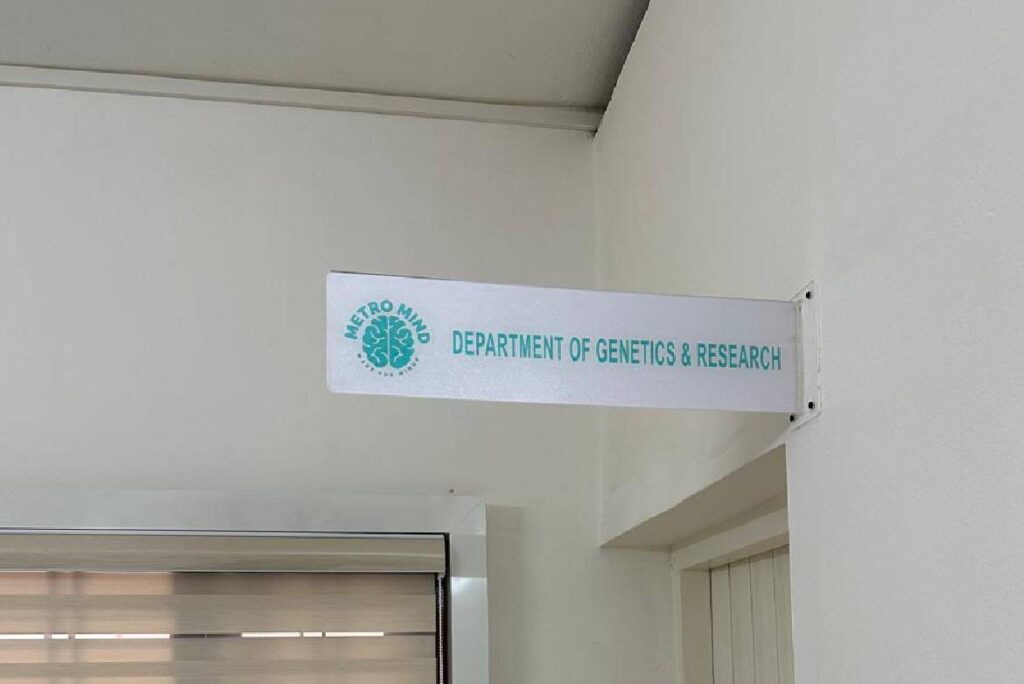 METRO MIND
DEPARTMENT OF GENETICS & RESEARCH